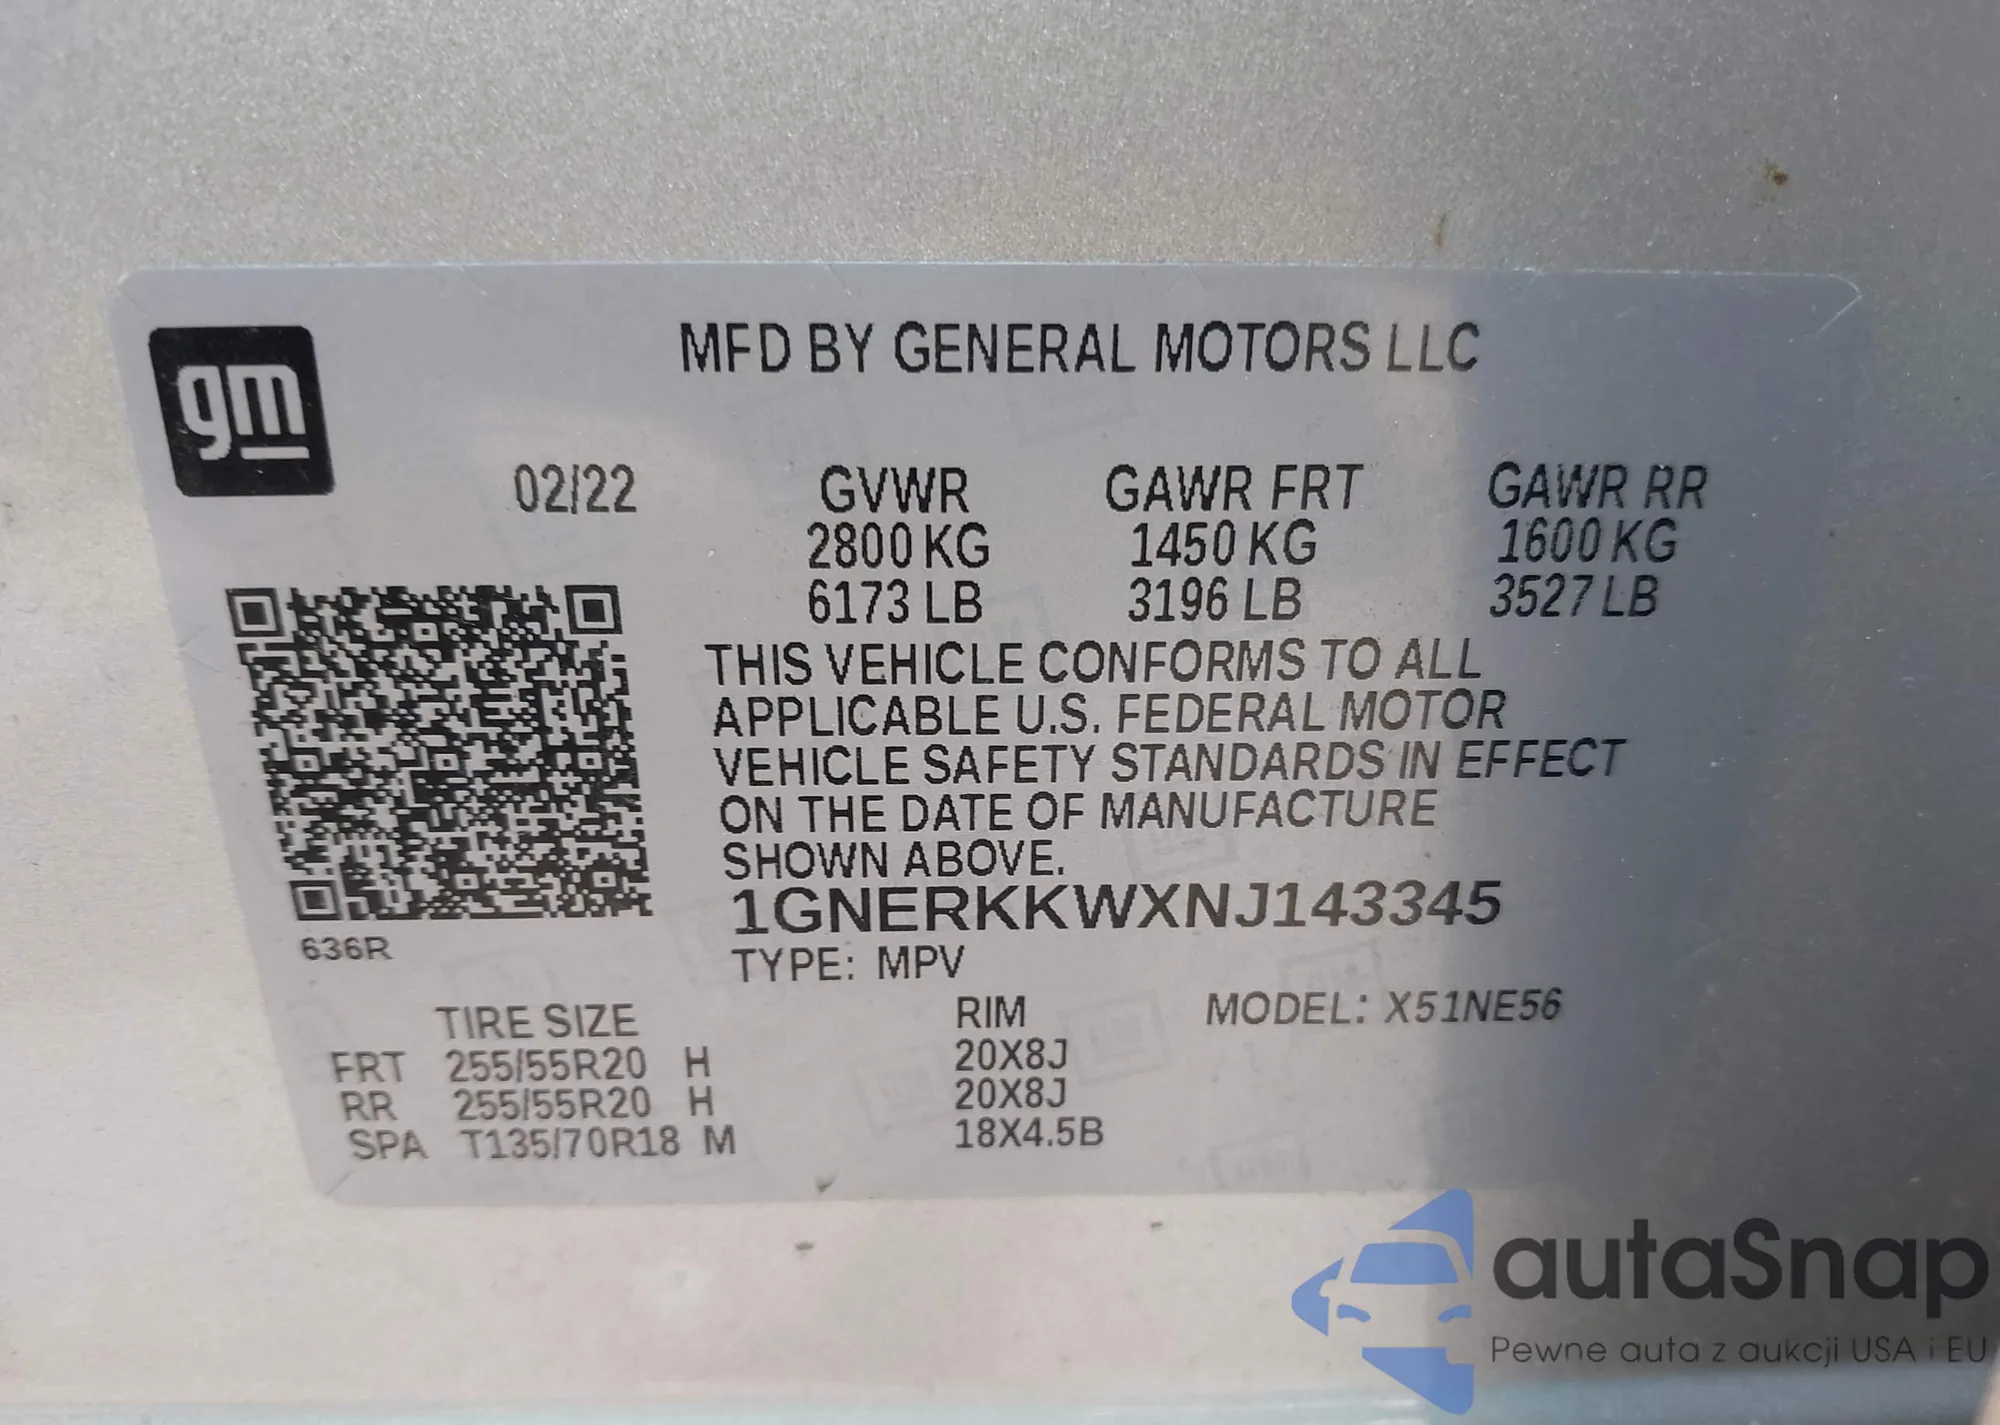 gm
MFD BY GENERAL MOTORS LLC
02/22 GVWR GAWR FRT GAWR RR
2800 KG 1450 KG 1600 KG
6173 LB 3196 LB 3527 LB
THIS VEHICLE CONFORMS TO ALL
APPLICABLE U.S. FEDERAL MOTOR
VEHICLE SAFETY STANDARDS IN EFFECT
ON THE DATE OF MANUFACTURE
SHOWN ABOVE.
1GNERKKWXNJ143345
636R
TYPE: MPV
TIRE SIZE RIM MODEL: X51NE56
FRT 255/55R20 H 20X8J
RR 255/55R20 H 20X8J
SPA T135/70R18 M 18X4.5B
autaSnap
Pewne auta z aukcji USA i EU